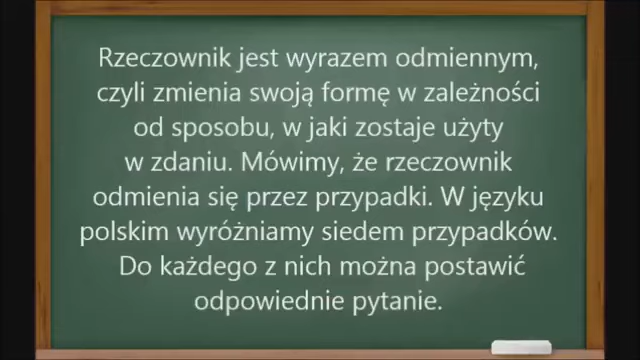 Rzeczownik jest wyrazem odmiennym,
czyli zmienia swoją formę w zależności
od sposobu, w jaki zostaje użyty
w zdaniu. Mówimy, że rzeczownik
odmienia się przez przypadki. W języku
polskim wyróżniamy siedem przypadków.
Do każdego z nich można postawić
odpowiednie pytanie.